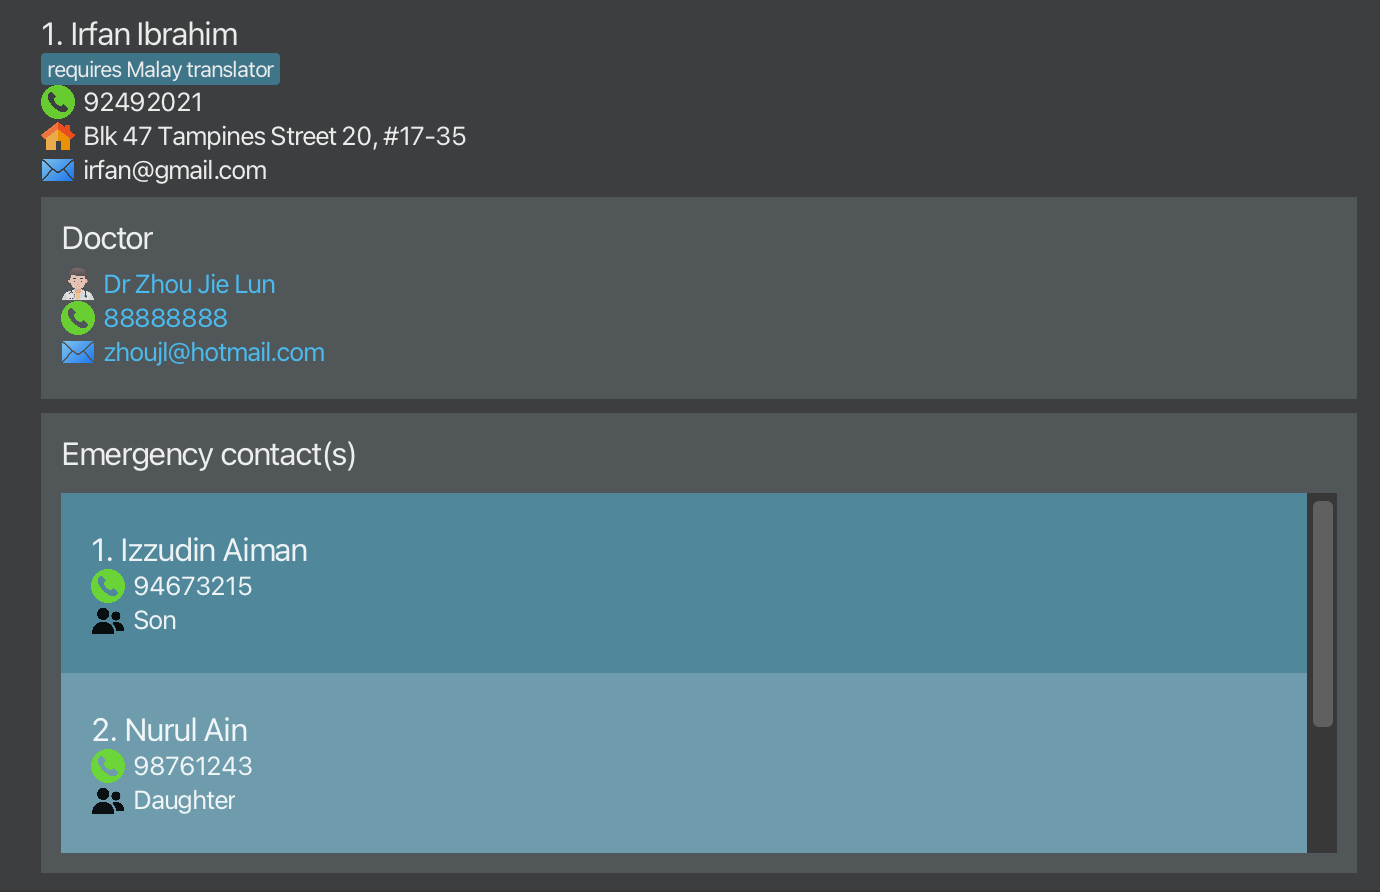 1. Irfan Ibrahim
requires Malay translator
92492021
Blk 47 Tampines Street 20, #17-35
irfan@gmail.com
Doctor
Dr Zhou Jie Lun
88888888
zhoujl@hotmail.com
Emergency contact(s)
1. Izzudin Aiman
94673215
Son
2. Nurul Ain
98761243
Daughter